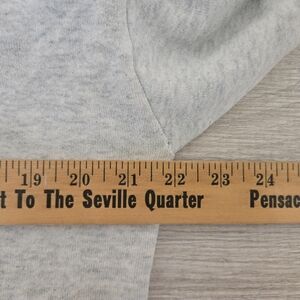 19 20 21 22 23 24
t To The Seville Quarter Pensac